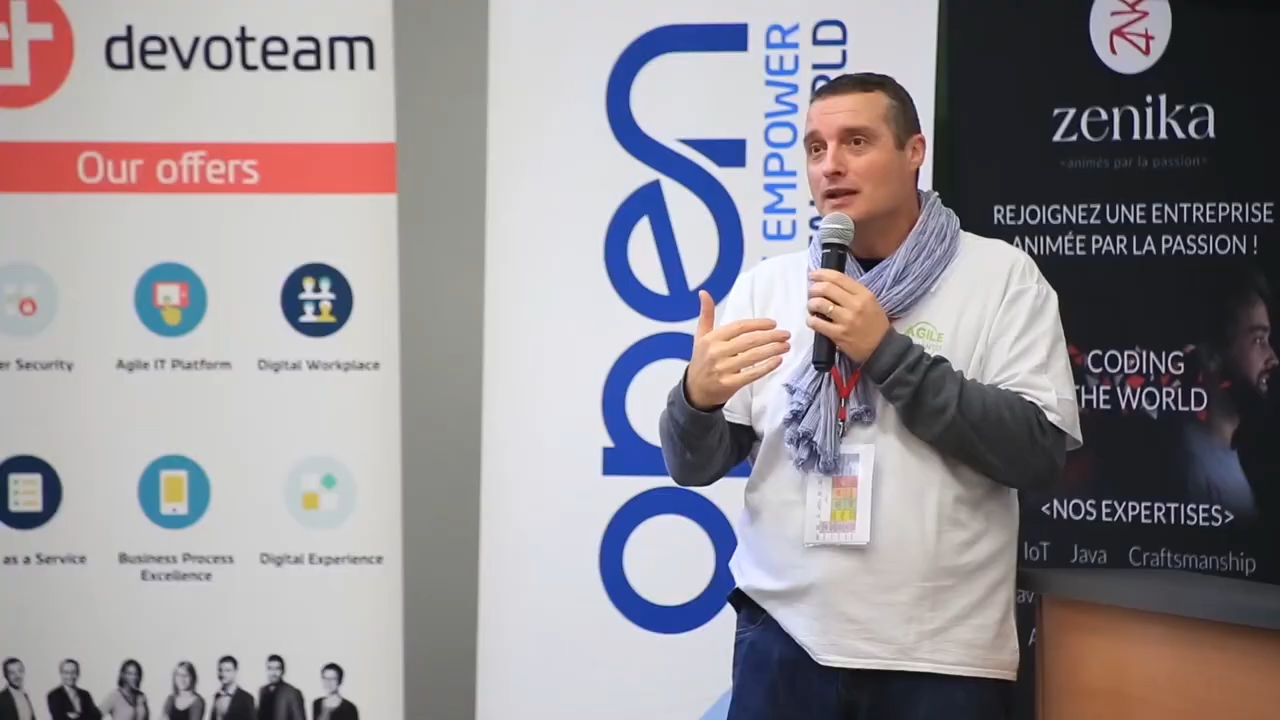 devoteam
Our offers
er Security
Agile IT Platform
Digital Workplace
as a Service
Business Process
Excellence
Digital Experience
open
EMPOWER
zenika
-animés par la passion-
REJOIGNEZ UNE ENTREPRISE
ANIMÉE PAR LA PASSION !
CODING
THE WORLD
<NOS EXPERTISES>
IoT Java Craftsmanship
AGILE